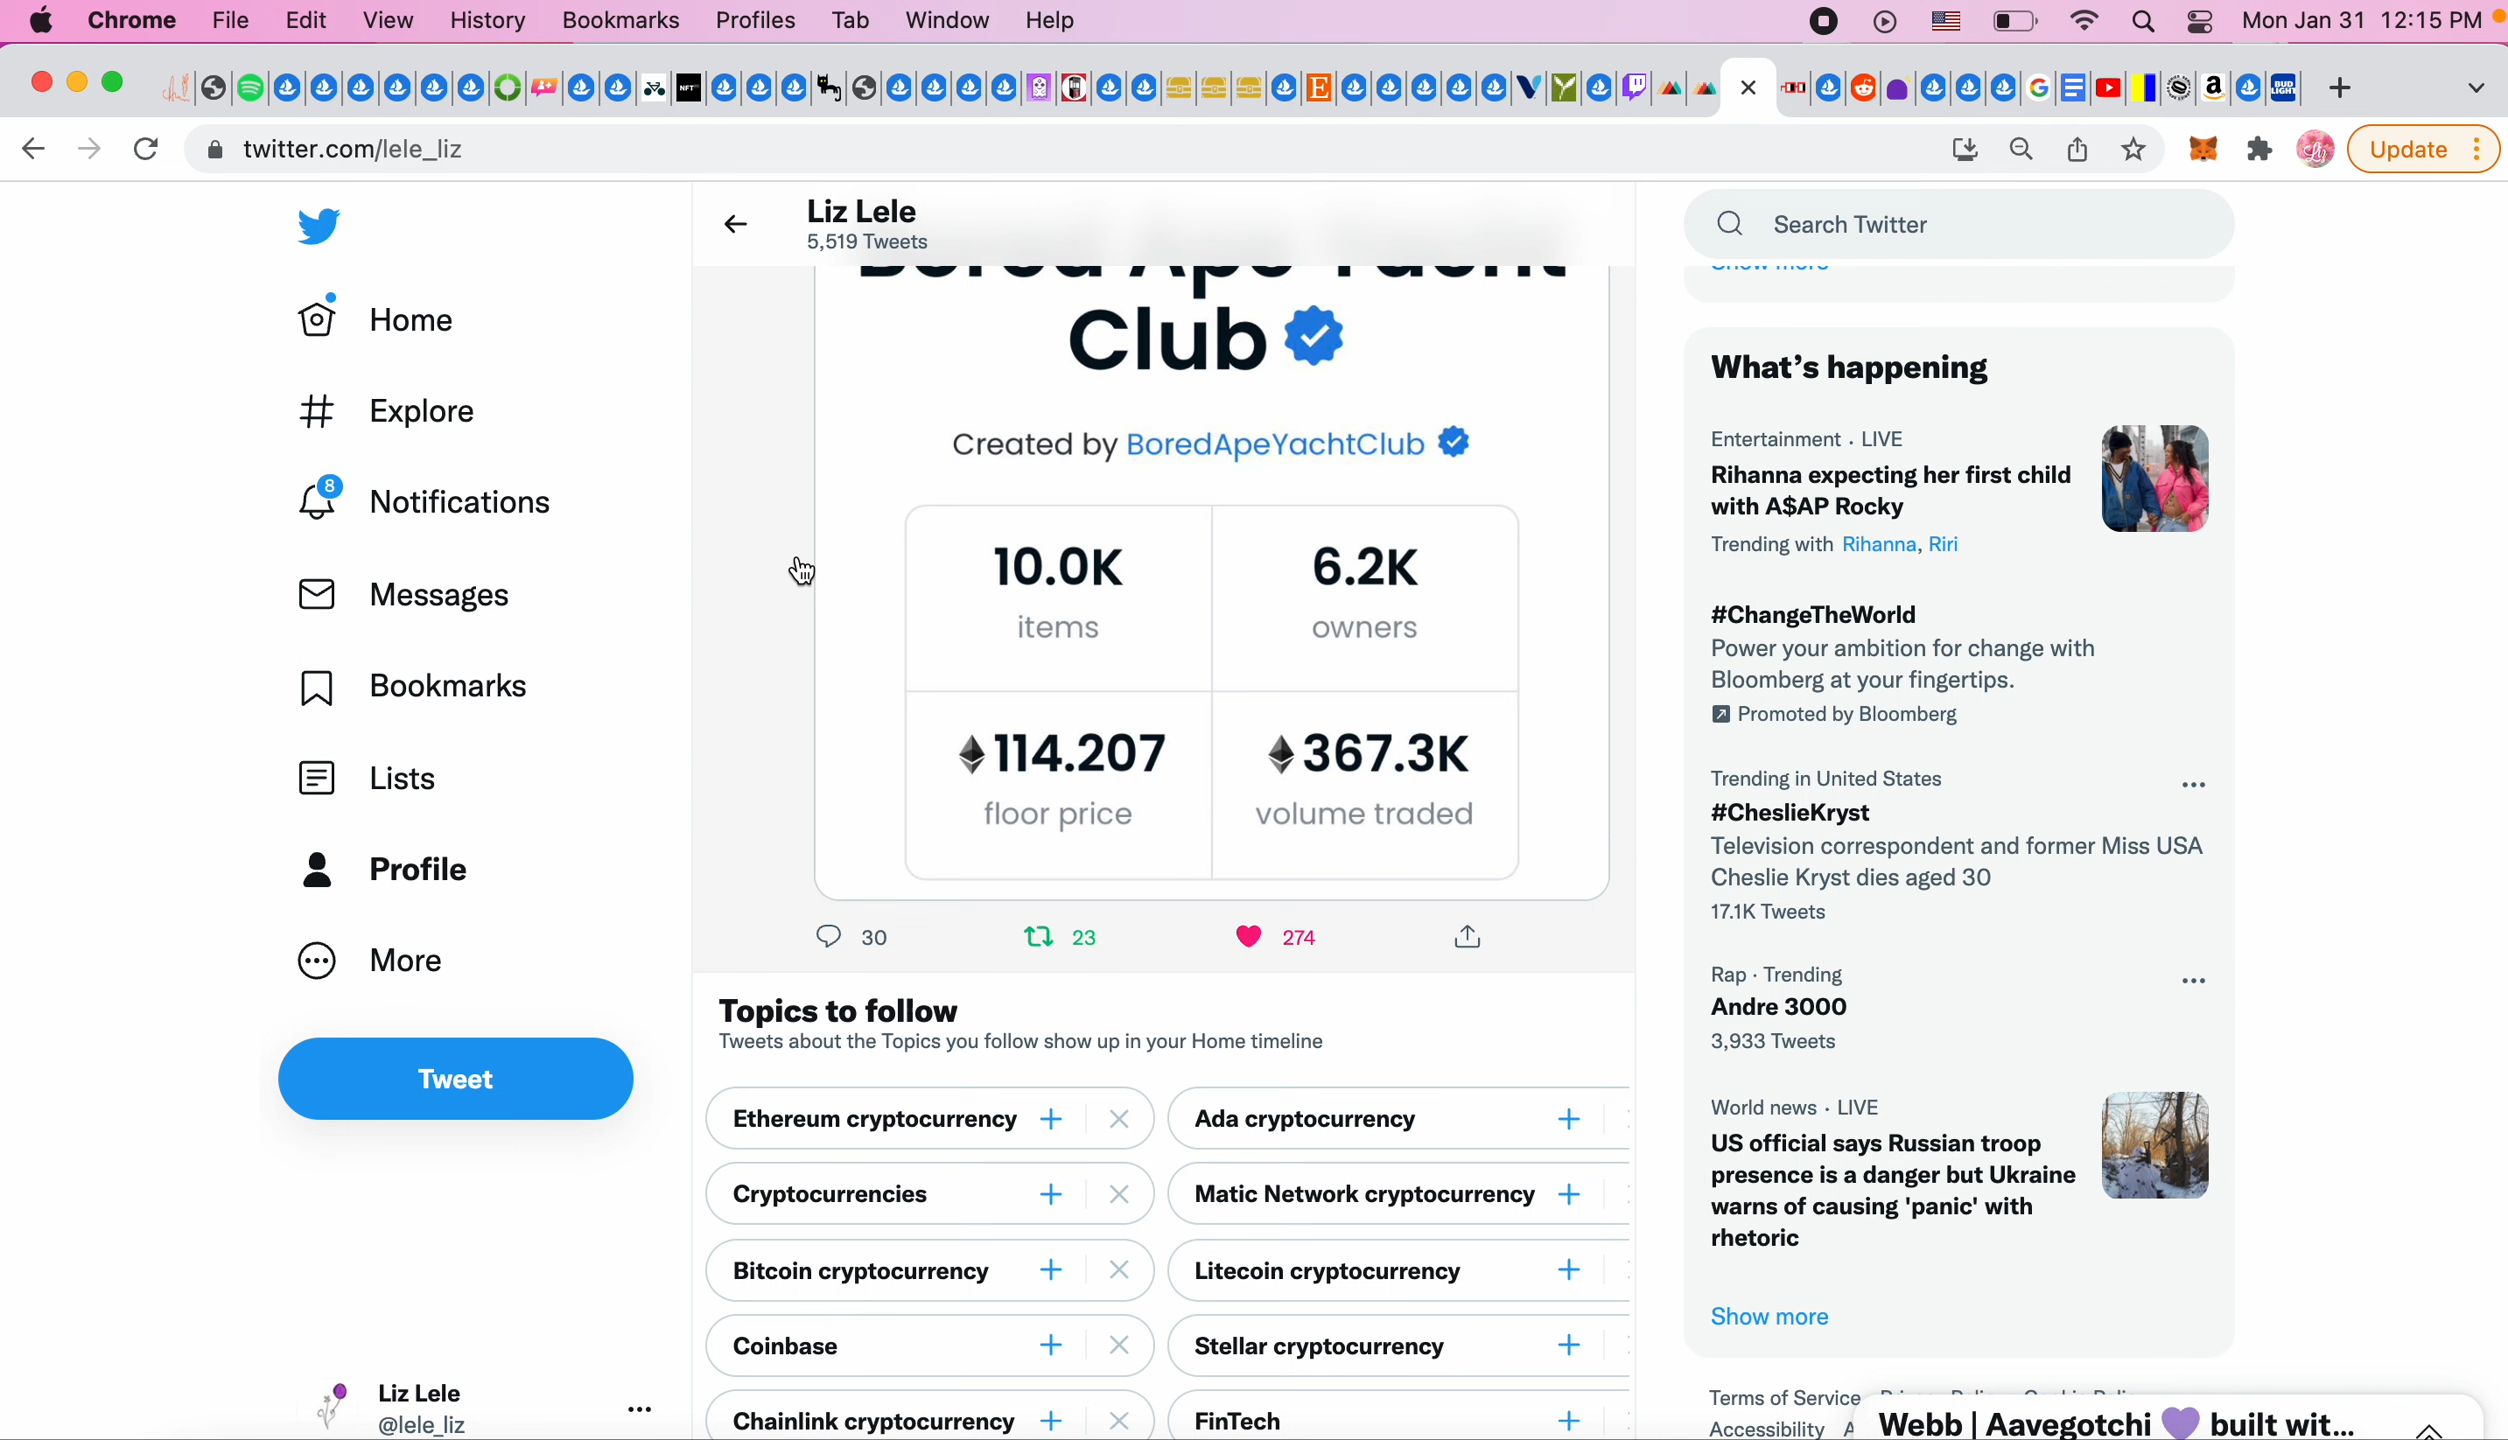 Chrome File Edit View History Bookmarks Profiles Tab Window Help Mon Jan 31 12:15 PM
twitter.com/lele_liz
Update
Home
Explore
8
Notifications
Messages
Bookmarks
Lists
Profile
More
Tweet
Liz Lele
@lele_liz
Liz Lele
5,519 Tweets
Bored Ape Yacht
Club
Created by BoredApeYachtClub
10.0K
items
6.2K
owners
114.207
floor price
367.3K
volume traded
30 23 274
Topics to follow
Tweets about the Topics you follow show up in your Home timeline
Ethereum cryptocurrency
Ada cryptocurrency
Cryptocurrencies
Matic Network cryptocurrency
Bitcoin cryptocurrency
Litecoin cryptocurrency
Coinbase
Stellar cryptocurrency
Chainlink cryptocurrency
FinTech
Search Twitter
Show more
What's happening
Entertainment · LIVE
Rihanna expecting her first child
with A$AP Rocky
Trending with Rihanna, Riri
#ChangeTheWorld
Power your ambition for change with
Bloomberg at your fingertips.
Promoted by Bloomberg
Trending in United States
#CheslieKryst
Television correspondent and former Miss USA
Cheslie Kryst dies aged 30
17.1K Tweets
Rap · Trending
Andre 3000
3,933 Tweets
World news · LIVE
US official says Russian troop
presence is a danger but Ukraine
warns of causing 'panic' with
rhetoric
Show more
Terms of Service
Accessibility
Webb | Aavegotchi 💜 built wit...